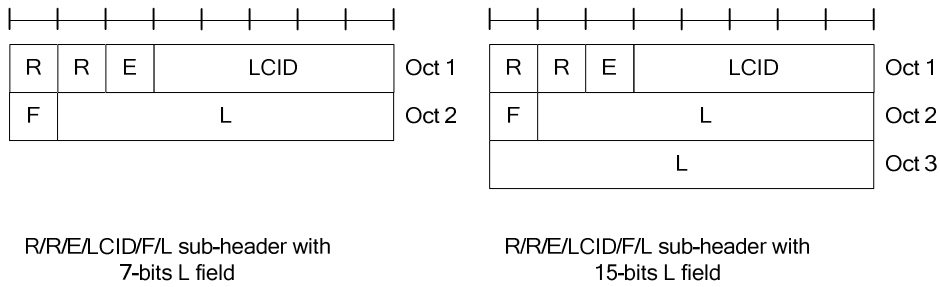 R R E LCID Oct 1
F L Oct 2
R/R/E/LCID/F/L sub-header with
7-bits L field
R R E LCID Oct 1
F L Oct 2
L Oct 3
R/R/E/LCID/F/L sub-header with
15-bits L field